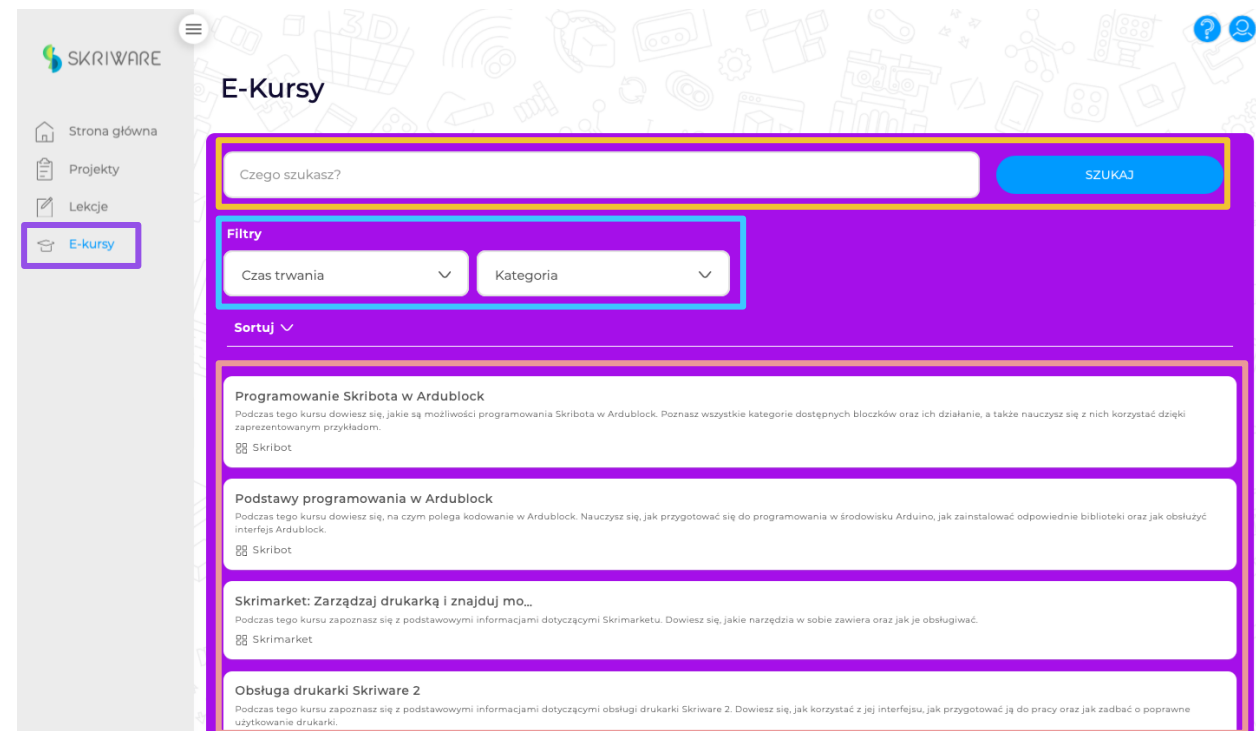 SKRIWARE
Strona główna
Projekty
Lekcje
E-kursy
3D
?
E-Kursy
Czego szukasz?
SZUKAJ
Filtry
Czas trwania
Kategoria
Sortuj
Programowanie Skribota w Ardublock
Podczas tego kursu dowiesz się, jakie są możliwości programowania Skribota w Ardublock. Poznasz wszystkie kategorie dostępnych bloczków oraz ich działanie, a także nauczysz się z nich korzystać dzięki
zaprezentowanym przykładom.
Skribot
Podstawy programowania w Ardublock
Podczas tego kursu dowiesz się, na czym polega kodowanie w Ardublock. Nauczysz się, jak przygotować się do programowania w środowisku Arduino, jak zainstalować odpowiednie biblioteki oraz jak obsłużyć
interfejs Ardublock.
Skribot
Skrimarket: Zarządzaj drukarką i znajduj mo...
Podczas tego kursu zapoznasz się z podstawowymi informacjami dotyczącymi Skrimarketu. Dowiesz się, jakie narzędzia w sobie zawiera oraz jak je obsługiwać.
Skrimarket
Obsługa drukarki Skriware 2
Podczas tego kursu zapoznasz się z podstawowymi informacjami dotyczącymi obsługi drukarki Skriware 2. Dowiesz się, jak korzystać z jej interfejsu, jak przygotować ją do pracy oraz jak zadbać o poprawne
użytkowanie drukarki.